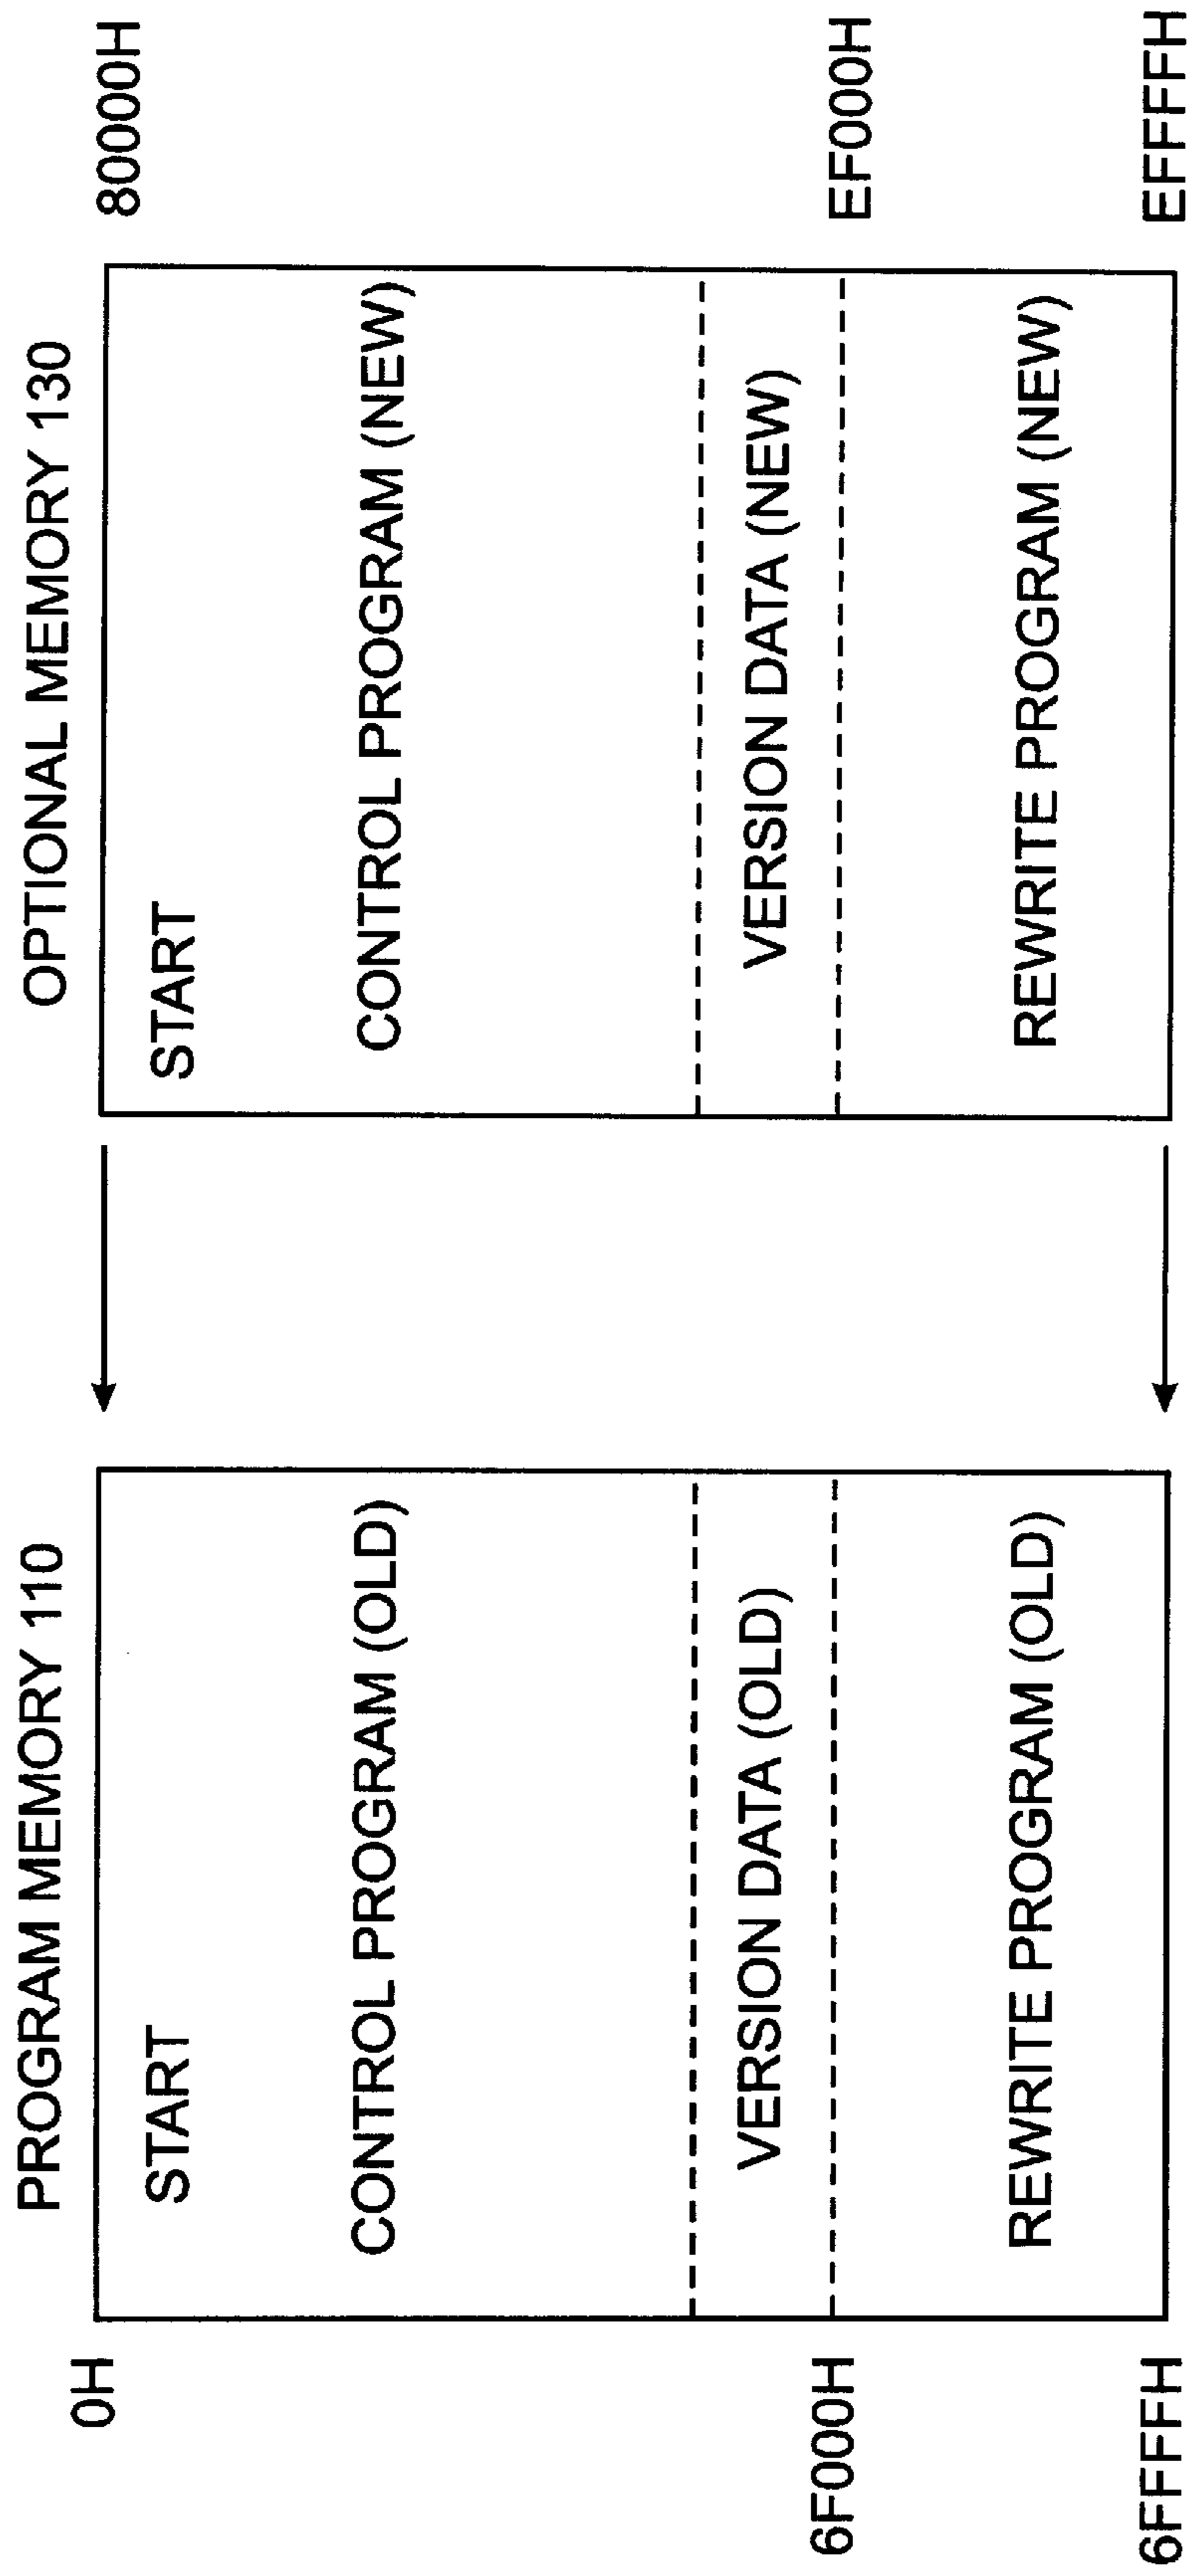 PROGRAM MEMORY 110
0H
START
CONTROL PROGRAM (OLD)
VERSION DATA (OLD)
6F000H
REWRITE PROGRAM (OLD)
6FFFFH
OPTIONAL MEMORY 130
80000H
START
CONTROL PROGRAM (NEW)
VERSION DATA (NEW)
EF000H
REWRITE PROGRAM (NEW)
EFFFFH